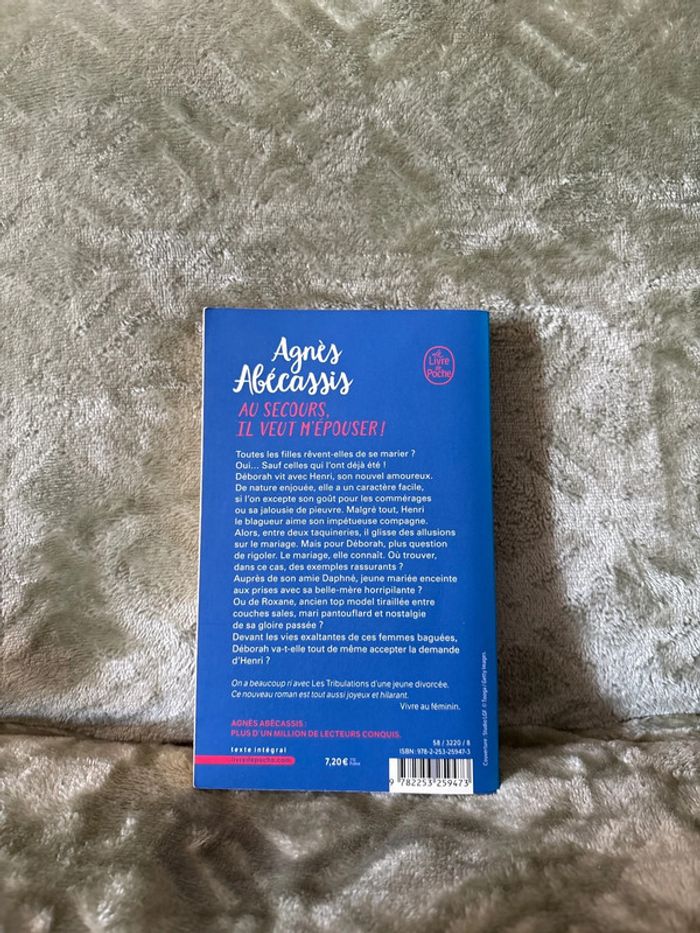 Agnès
Abécassis
Le
Livre
de
Poche
AU SECOURS,
IL VEUT M'ÉPOUSER !
Toutes les filles rêvent-elles de se marier ?
Oui... Sauf celles qui l'ont déjà été !
Déborah vit avec Henri, son nouvel amoureux.
De nature enjouée, elle a un caractère facile,
si l'on excepte son goût pour les commérages
ou sa jalousie de pieuvre. Malgré tout, Henri
le blagueur aime son impétueuse compagne.
Alors, entre deux taquineries, il glisse des allusions
sur le mariage. Mais pour Déborah, plus question
de rigoler. Le mariage, elle connaît. Où trouver,
dans ce cas, des exemples rassurants ?
Auprès de son amie Daphné, jeune mariée enceinte
aux prises avec sa belle-mère horripilante ?
Ou de Roxane, ancien top model tiraillée entre
couches sales, mari pantouflard et nostalgie
de sa gloire passée ?
Devant les vies exaltantes de ces femmes baguées,
Déborah va-t-elle tout de même accepter la demande
d'Henri ?
On a beaucoup ri avec Les Tribulations d'une jeune divorcée.
Ce nouveau roman est tout aussi joyeux et hilarant.
Vivre au féminin.
AGNÈS ABÉCASSIS :
PLUS D'UN MILLION DE LECTEURS CONQUIS.
texte intégral
livredepoche.com
7,20 €
58 / 3220 / 8
ISBN : 978-2-253-25947-3
9 782253 259473
Couverture : Studio LGF. © Tooga / Getty Images.